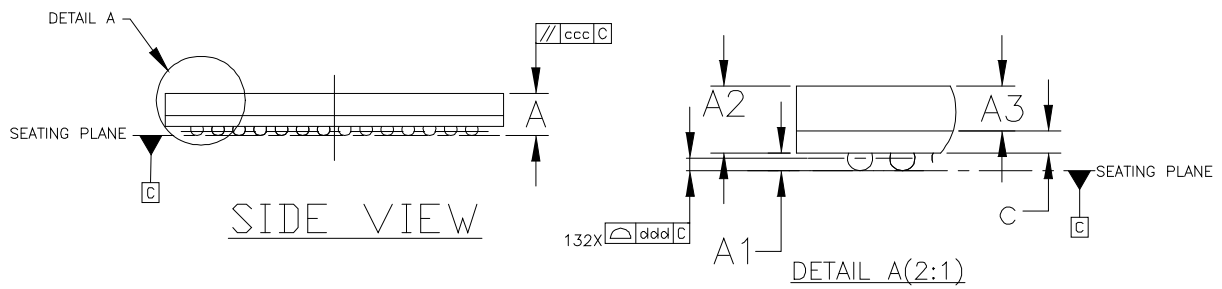 DETAIL A
// ccc C
A
SEATING PLANE
C
SIDE VIEW
A2
A3
SEATING PLANE
C
c
132X ddd C
A1
DETAIL A(2:1)